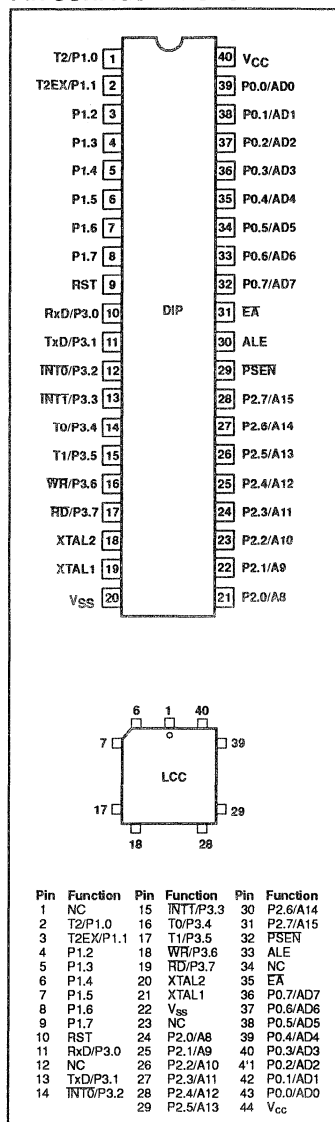 T2/P1.0 1 40 VCC
T2EX/P1.1 2 39 P0.0/AD0
P1.2 3 38 P0.1/AD1
P1.3 4 37 P0.2/AD2
P1.4 5 36 P0.3/AD3
P1.5 6 35 P0.4/AD4
P1.6 7 34 P0.5/AD5
P1.7 8 33 P0.6/AD6
RST 9 32 P0.7/AD7
RxD/P3.0 10 DIP 31 EA
TxD/P3.1 11 30 ALE
INT0/P3.2 12 29 PSEN
INT1/P3.3 13 28 P2.7/A15
T0/P3.4 14 27 P2.6/A14
T1/P3.5 15 26 P2.5/A13
WR/P3.6 16 25 P2.4/A12
RD/P3.7 17 24 P2.3/A11
XTAL2 18 23 P2.2/A10
XTAL1 19 22 P2.1/A9
VSS 20 21 P2.0/A8
6 1 40
7 39
LCC
17 29
18 28
Pin Function Pin Function Pin Function
1 NC 15 INT1/P3.3 30 P2.6/A14
2 T2/P1.0 16 T0/P3.4 31 P2.7/A15
3 T2EX/P1.1 17 T1/P3.5 32 PSEN
4 P1.2 18 WR/P3.6 33 ALE
5 P1.3 19 RD/P3.7 34 NC
6 P1.4 20 XTAL2 35 EA
7 P1.5 21 XTAL1 36 P0.7/AD7
8 P1.6 22 VSS 37 P0.6/AD6
9 P1.7 23 NC 38 P0.5/AD5
10 RST 24 P2.0/A8 39 P0.4/AD4
11 RxD/P3.0 25 P2.1/A9 40 P0.3/AD3
12 NC 26 P2.2/A10 4'1 P0.2/AD2
13 TxD/P3.1 27 P2.3/A11 42 P0.1/AD1
14 INT0/P3.2 28 P2.4/A12 43 P0.0/AD0
29 P2.5/A13 44 VCC